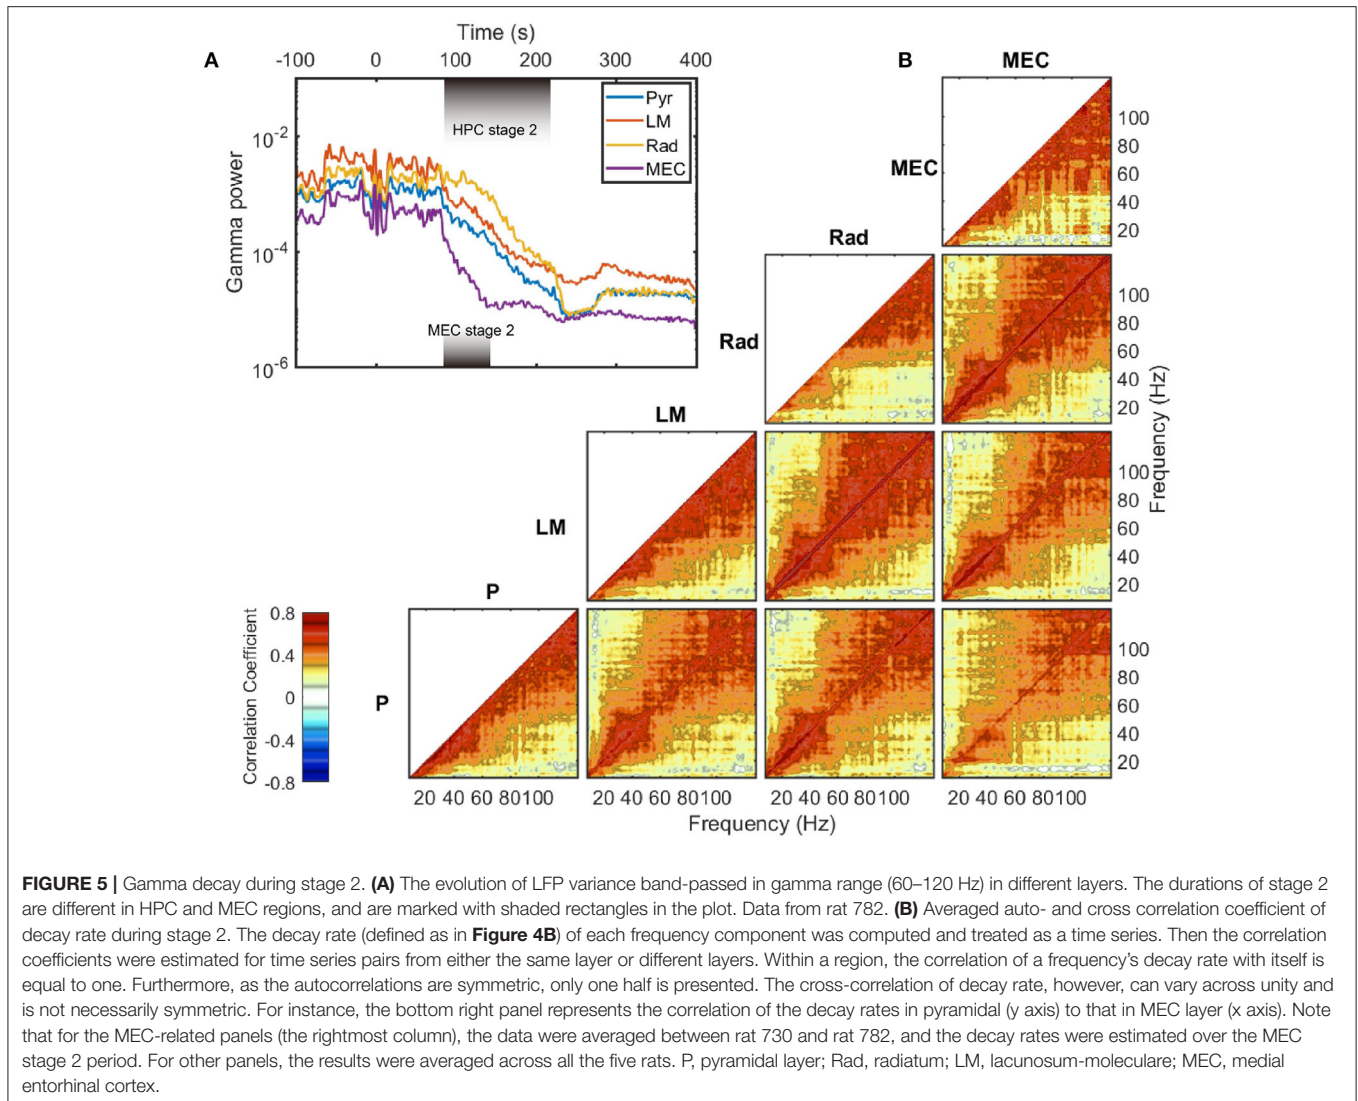 Time (s)
A
-100 0 100 200 300 400
B
MEC
Pyr
LM
Rad
MEC
HPC stage 2
10-2
10-4
10-6
Gamma power
MEC stage 2
MEC
100
80
60
40
20
Rad
Rad
100
80
60
40
20
Frequency (Hz)
LM
LM
100
80
60
40
20
P
P
100
80
60
40
20
0.8
0.4
0
-0.4
-0.8
Correlation Coefficient
20 40 60 80100
20 40 60 80100
20 40 60 80100
20 40 60 80 100
Frequency (Hz)
FIGURE 5 | Gamma decay during stage 2. (A) The evolution of LFP variance band-passed in gamma range (60–120 Hz) in different layers. The durations of stage 2
are different in HPC and MEC regions, and are marked with shaded rectangles in the plot. Data from rat 782. (B) Averaged auto- and cross correlation coefficient of
decay rate during stage 2. The decay rate (defined as in Figure 4B) of each frequency component was computed and treated as a time series. Then the correlation
coefficients were estimated for time series pairs from either the same layer or different layers. Within a region, the correlation of a frequency's decay rate with itself is
equal to one. Furthermore, as the autocorrelations are symmetric, only one half is presented. The cross-correlation of decay rate, however, can vary across unity and
is not necessarily symmetric. For instance, the bottom right panel represents the correlation of the decay rates in pyramidal (y axis) to that in MEC layer (x axis). Note
that for the MEC-related panels (the rightmost column), the data were averaged between rat 730 and rat 782, and the decay rates were estimated over the MEC
stage 2 period. For other panels, the results were averaged across all the five rats. P, pyramidal layer; Rad, radiatum; LM, lacunosum-moleculare; MEC, medial
entorhinal cortex.